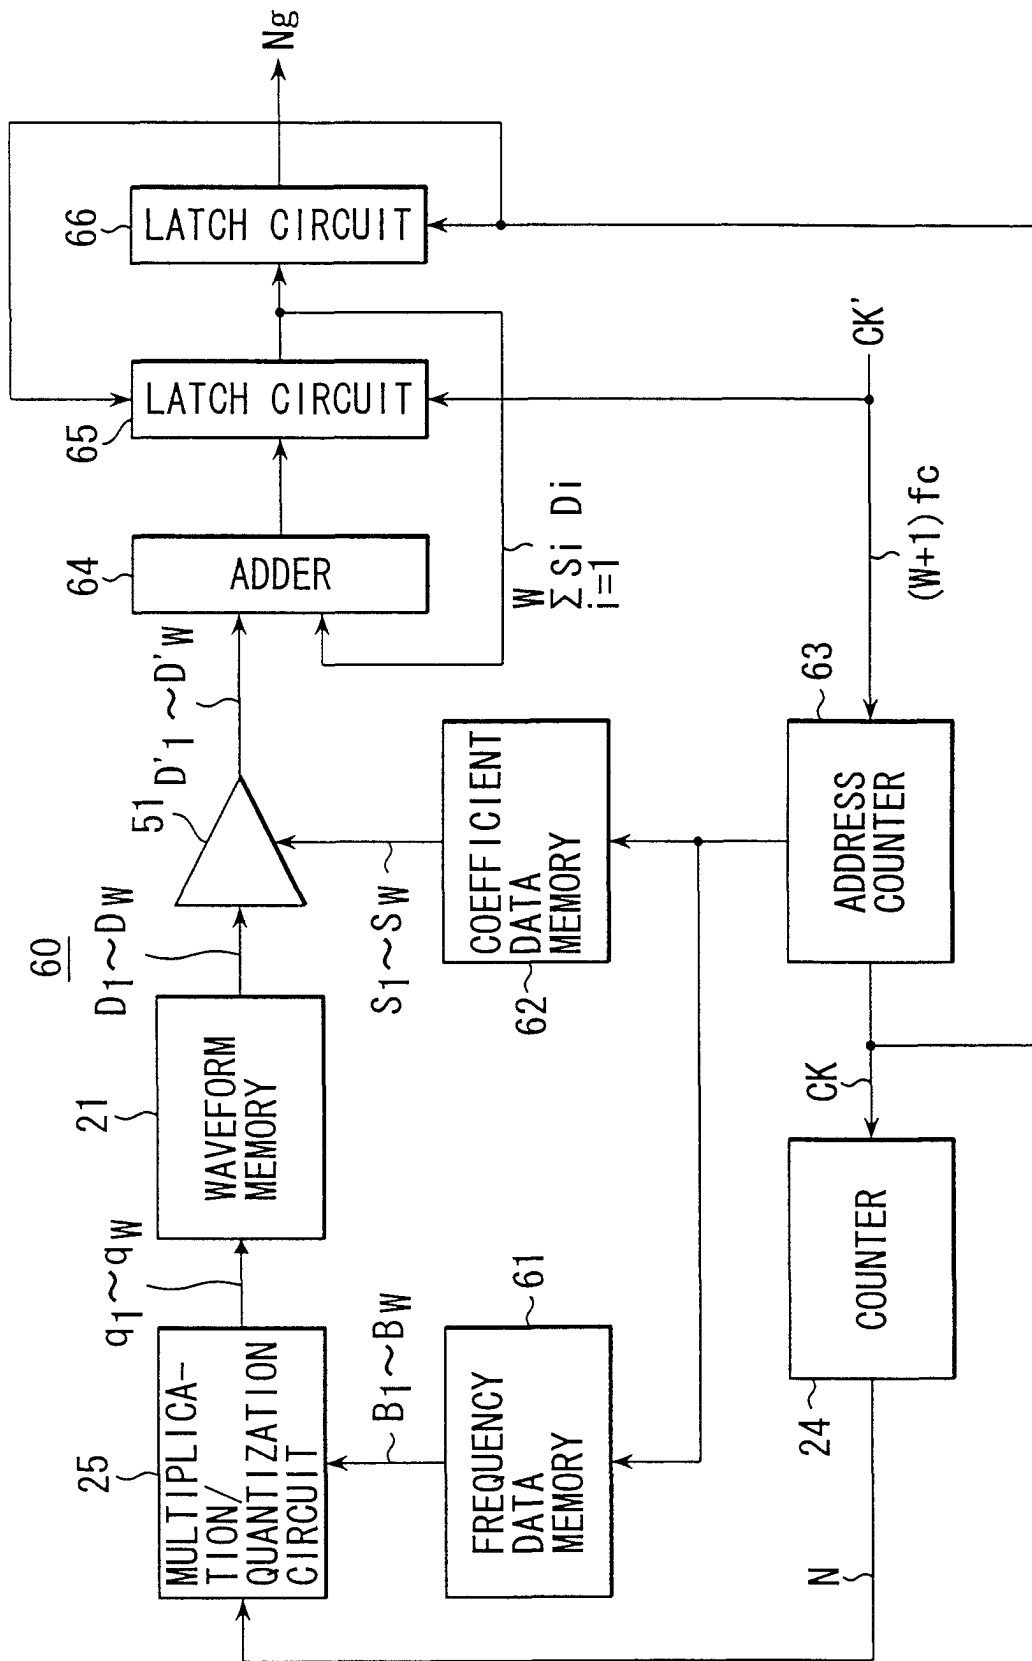 60
25
MULTIPLICA-
TION/
QUANTIZATION
CIRCUIT
q1~qW
21
WAVEFORM
MEMORY
D1~DW
51
D'1~D'W
64
ADDER
65
LATCH CIRCUIT
66
LATCH CIRCUIT
Ng
B1~BW
61
FREQUENCY
DATA
MEMORY
S1~SW
62
COEFFICIENT
DATA
MEMORY
W
Σ Si Di
i=1
N
24
COUNTER
CK
63
ADDRESS
COUNTER
(W+1)fc
CK'